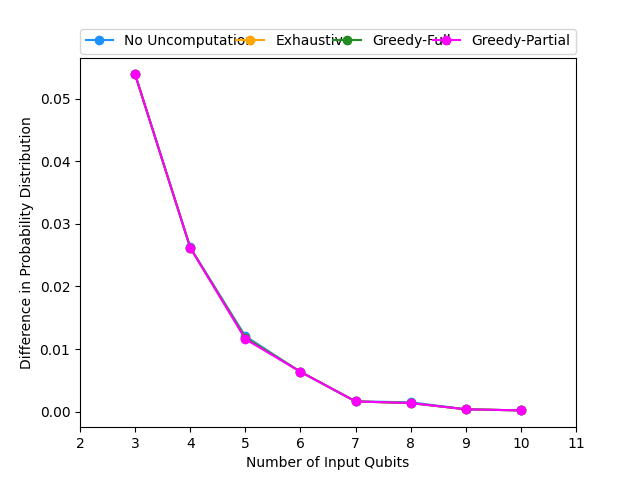 No Uncomputation Exhaustive Greedy-Full Greedy-Partial
0.05
0.04
0.03
0.02
0.01
0.00
Difference in Probability Distribution
2 3 4 5 6 7 8 9 10 11
Number of Input Qubits